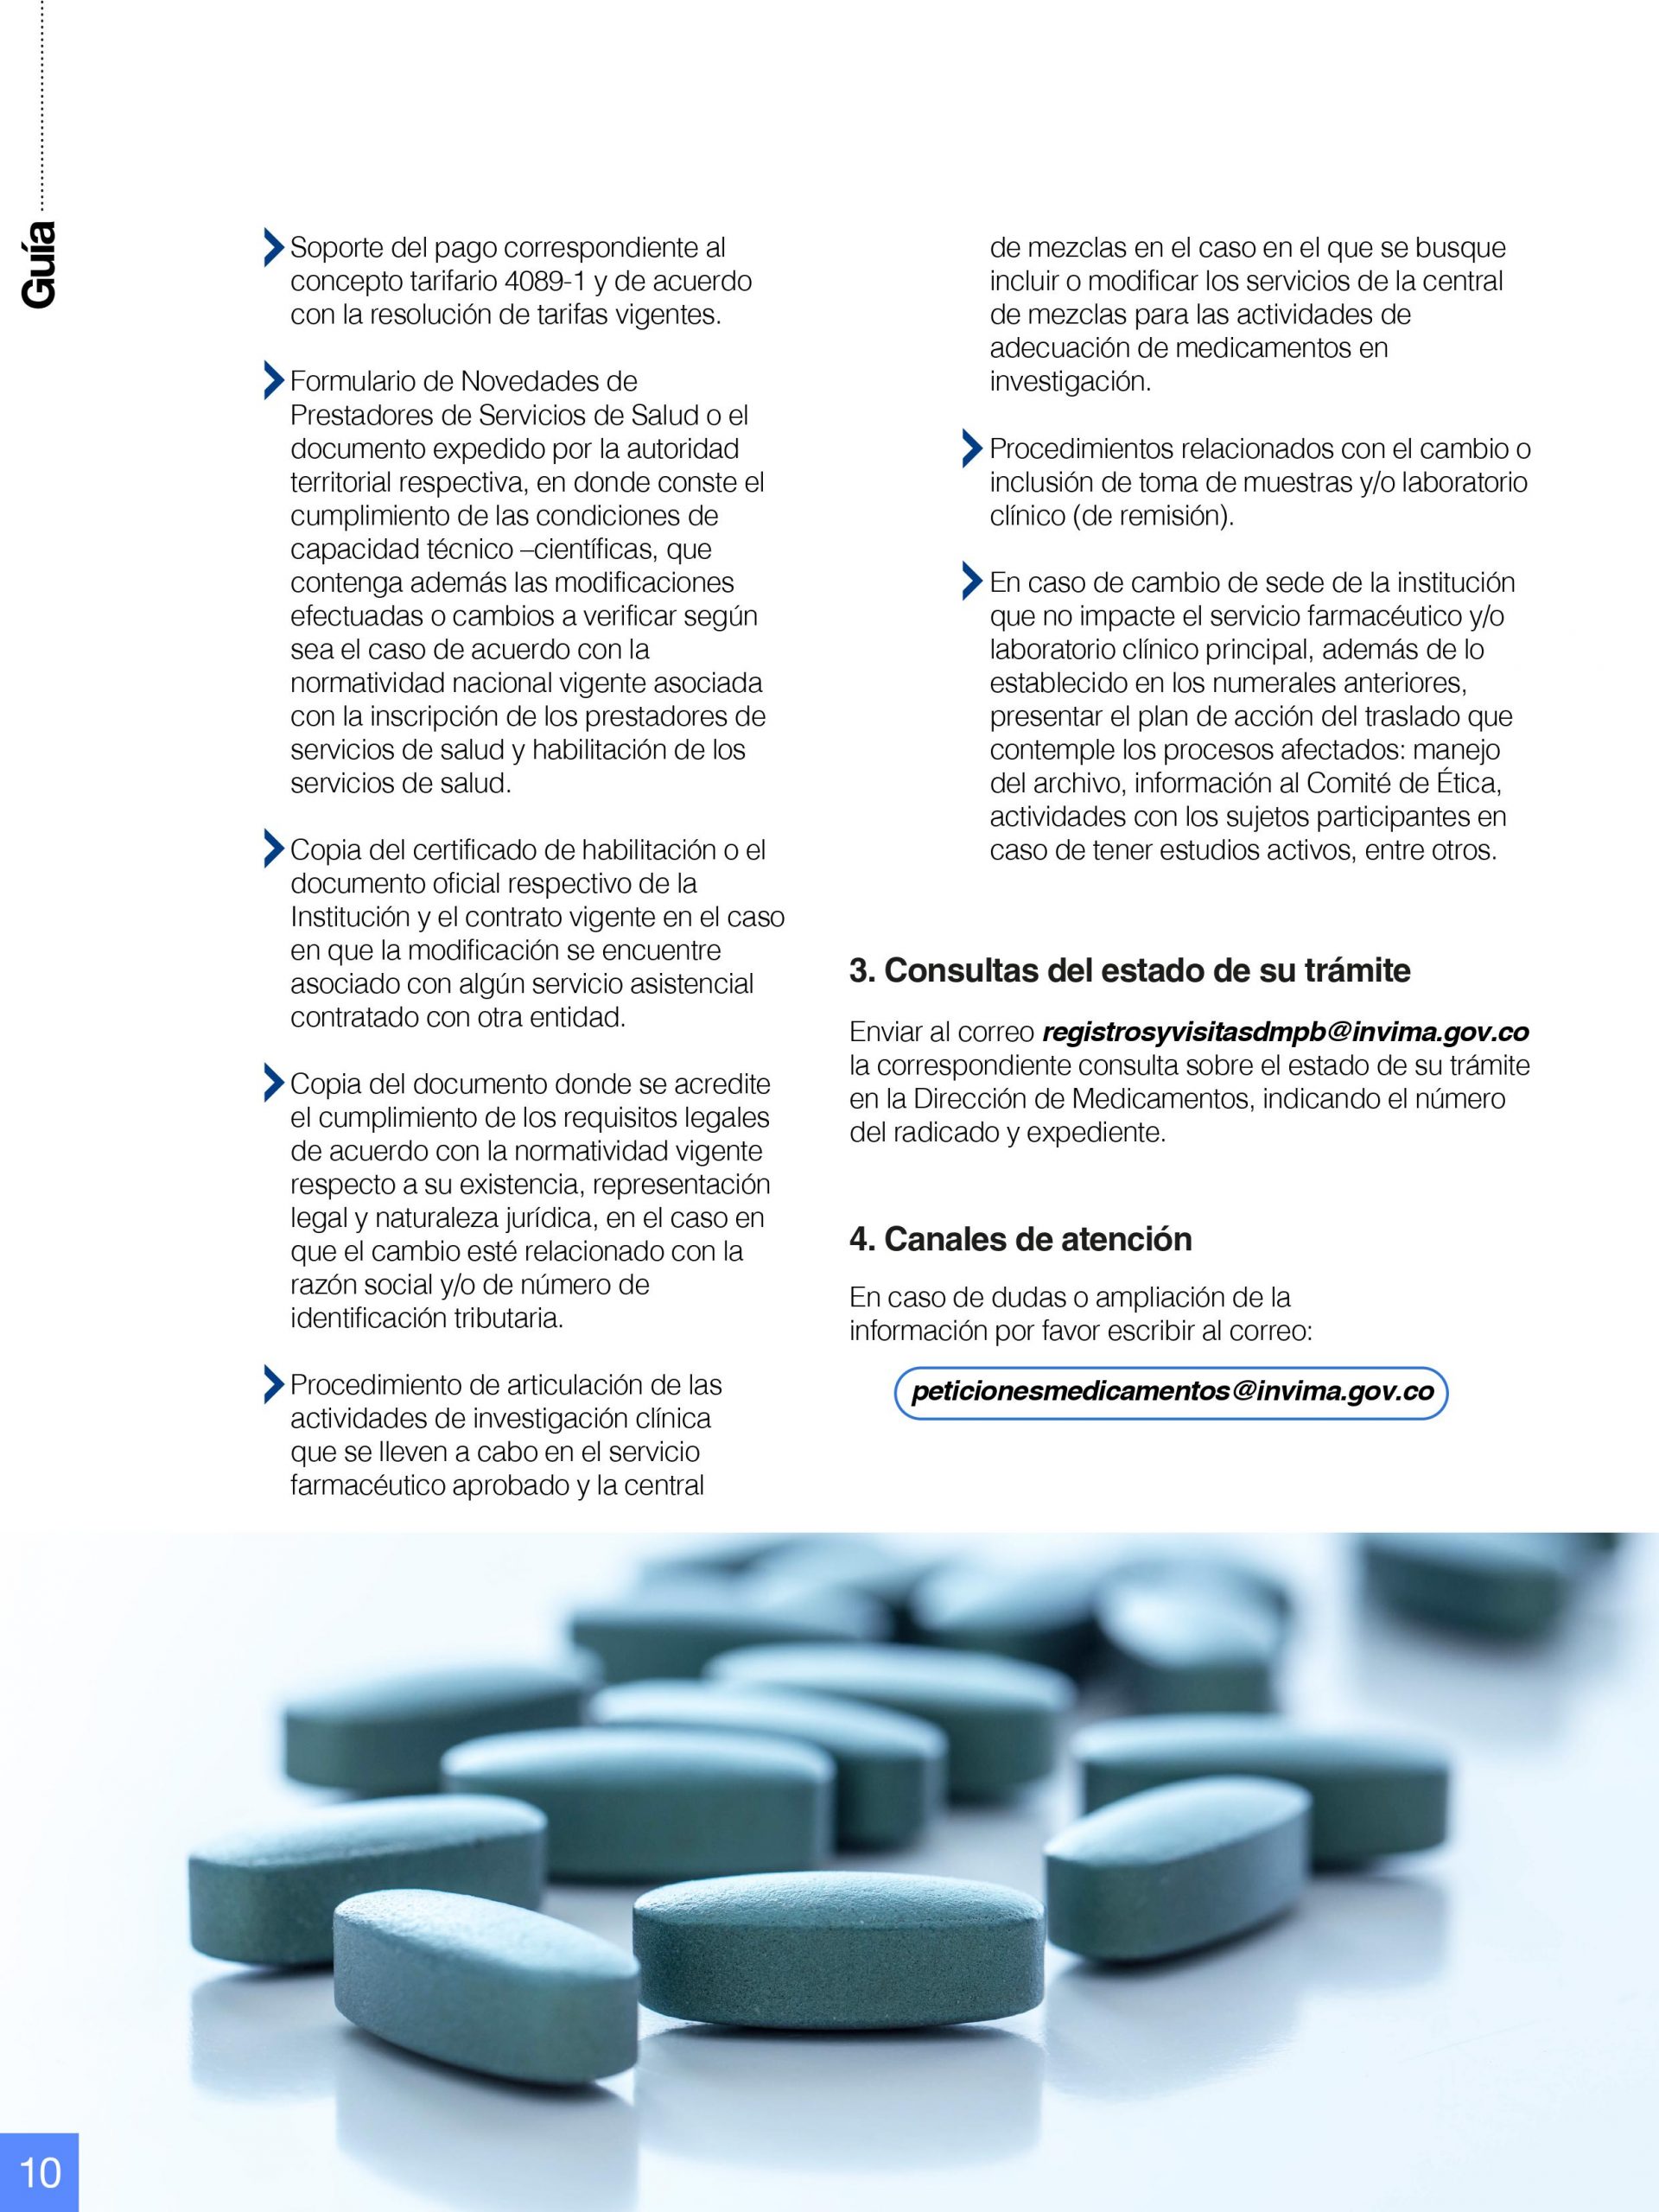 Guía
Soporte del pago correspondiente al
concepto tarifario 4089-1 y de acuerdo
con la resolución de tarifas vigentes.
Formulario de Novedades de
Prestadores de Servicios de Salud o el
documento expedido por la autoridad
territorial respectiva, en donde conste el
cumplimiento de las condiciones de
capacidad técnico –científicas, que
contenga además las modificaciones
efectuadas o cambios a verificar según
sea el caso de acuerdo con la
normatividad nacional vigente asociada
con la inscripción de los prestadores de
servicios de salud y habilitación de los
servicios de salud.
Copia del certificado de habilitación o el
documento oficial respectivo de la
Institución y el contrato vigente en el caso
en que la modificación se encuentre
asociado con algún servicio asistencial
contratado con otra entidad.
Copia del documento donde se acredite
el cumplimiento de los requisitos legales
de acuerdo con la normatividad vigente
respecto a su existencia, representación
legal y naturaleza jurídica, en el caso en
que el cambio esté relacionado con la
razón social y/o de número de
identificación tributaria.
Procedimiento de articulación de las
actividades de investigación clínica
que se lleven a cabo en el servicio
farmacéutico aprobado y la central
de mezclas en el caso en el que se busque
incluir o modificar los servicios de la central
de mezclas para las actividades de
adecuación de medicamentos en
investigación.
Procedimientos relacionados con el cambio o
inclusión de toma de muestras y/o laboratorio
clínico (de remisión).
En caso de cambio de sede de la institución
que no impacte el servicio farmacéutico y/o
laboratorio clínico principal, además de lo
establecido en los numerales anteriores,
presentar el plan de acción del traslado que
contemple los procesos afectados: manejo
del archivo, información al Comité de Ética,
actividades con los sujetos participantes en
caso de tener estudios activos, entre otros.
3. Consultas del estado de su trámite
Enviar al correo registrosyvisitasdmpb@invima.gov.co
la correspondiente consulta sobre el estado de su trámite
en la Dirección de Medicamentos, indicando el número
del radicado y expediente.
4. Canales de atención
En caso de dudas o ampliación de la
información por favor escribir al correo:
peticionesmedicamentos@invima.gov.co
10